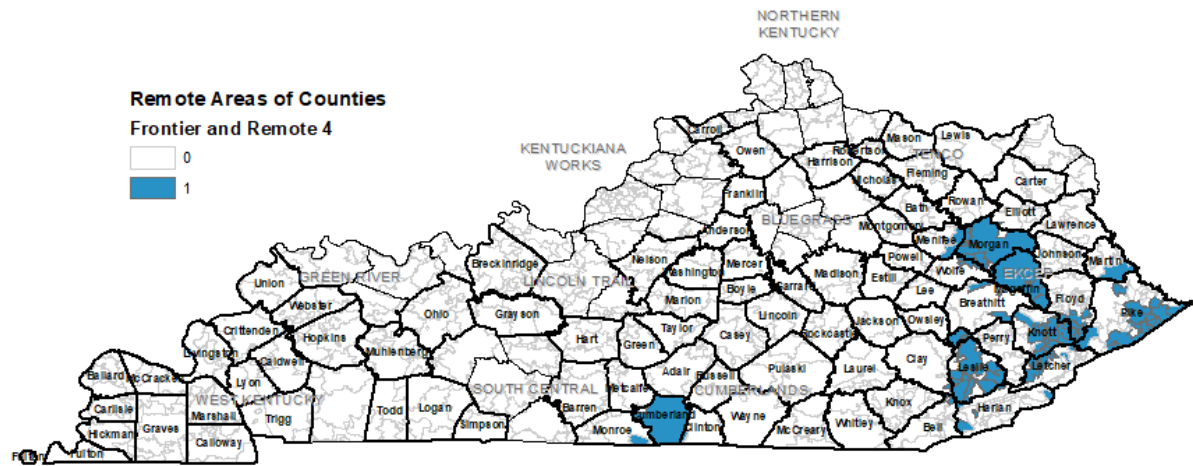 NORTHERN
KENTUCKY
Remote Areas of Counties
Frontier and Remote 4
0
1
KENTUCKIANA
WORKS
Carroll
Owen
Robertson
Mason
Lewis
TENCO
Harrison
Fleming
Nicholas
Carter
Franklin
Bath
Rowan
Elliott
BLUEGRASS
Montgomery
Lawrence
Anderson
Menifee
Morgan
Nelson
Mercer
Powell
Johnson
Breckinridge
Washington
Madison
Estill
Wolfe
Martin
GREEN RIVER
LINCOLN TRAIL
Boyle
Garrard
Lee
EKCEP
Magoffin
Union
Marion
Breathitt
Floyd
Webster
Ohio
Grayson
Lincoln
Jackson
Owsley
Pike
Crittenden
Hopkins
Hart
Green
Taylor
Casey
Rockcastle
Perry
Knott
Livingston
Caldwell
Muhlenberg
Clay
Ballard
McCracken
Lyon
Adair
Russell
Pulaski
Laurel
Leslie
Letcher
WEST KENTUCKY
SOUTH CENTRAL
Metcalfe
CUMBERLANDS
Carlisle
Marshall
Trigg
Todd
Logan
Barren
Knox
Harlan
Hickman
Graves
Calloway
Simpson
Monroe
Cumberland
Clinton
Wayne
McCreary
Whitley
Bell
Fulton
Fulton